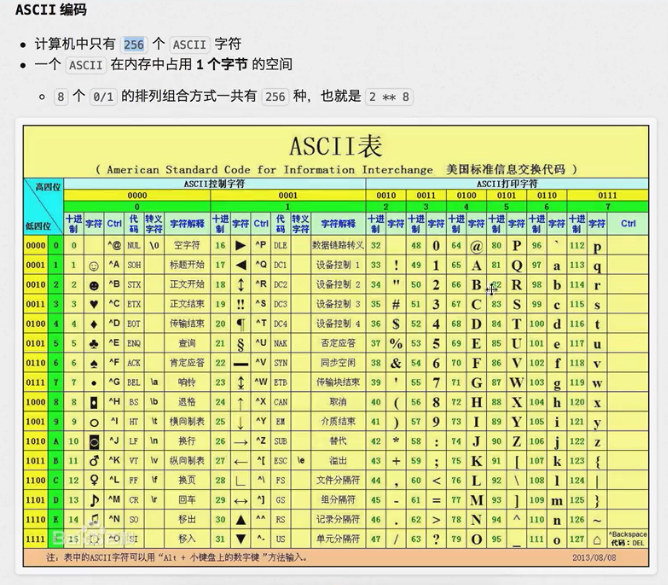 ASCII 编码
计算机中只有 256 个 ASCII 字符
一个 ASCII 在内存中占用 1 个字节 的空间
8 个 0/1 的排列组合方式一共有 256 种，也就是 2 ** 8
ASCII表
( American Standard Code for Information Interchange 美国标准信息交换代码 )
高四位 ASCII控制字符 ASCII打印字符
0000 0001 0010 0011 0100 0101 0110 0111
0 1 2 3 4 5 6 7
低四位 十进制 字符 Ctrl 代码 转义字符 字符解释 十进制 字符 Ctrl 代码 转义字符 字符解释 十进制 字符 十进制 字符 十进制 字符 十进制 字符 十进制 字符 十进制 字符 Ctrl
0000 0 0 ^@ NUL \0 空字符 16 ► ^P DLE 数据链路转义 32 48 0 64 @ 80 P 96 ` 112 p
0001 1 1 ☺ ^A SOH 标题开始 17 ◄ ^Q DC1 设备控制 1 33 ! 49 1 65 A 81 Q 97 a 113 q
0010 2 2 ☻ ^B STX 正文开始 18 ↕ ^R DC2 设备控制 2 34 " 50 2 66 B 82 R 98 b 114 r
0011 3 3 ♥ ^C ETX 正文结束 19 ‼ ^S DC3 设备控制 3 35 # 51 3 67 C 83 S 99 c 115 s
0100 4 4 ♦ ^D EOT 传输结束 20 ¶ ^T DC4 设备控制 4 36 $ 52 4 68 D 84 T 100 d 116 t
0101 5 5 ♣ ^E ENQ 查询 21 § ^U NAK 否定应答 37 % 53 5 69 E 85 U 101 e 117 u
0110 6 6 ♠ ^F ACK 肯定应答 22 ▬ ^V SYN 同步空闲 38 & 54 6 70 F 86 V 102 f 118 v
0111 7 7 • ^G BEL \a 响铃 23 ↨ ^W ETB 传输块结束 39 ' 55 7 71 G 87 W 103 g 119 w
1000 8 8 ◘ ^H BS \b 退格 24 ↑ ^X CAN 取消 40 ( 56 8 72 H 88 X 104 h 120 x
1001 9 9 ○ ^I HT \t 横向制表 25 ↓ ^Y EM 介质结束 41 ) 57 9 73 I 89 Y 105 i 121 y
1010 A 10 ◙ ^J LF \n 换行 26 → ^Z SUB 替代 42 * 58 : 74 J 90 Z 106 j 122 z
1011 B 11 ♂ ^K VT \v 纵向制表 27 ← ^[ ESC \e 溢出 43 + 59 ; 75 K 91 [ 107 k 123 {
1100 C 12 ♀ ^L FF \f 换页 28 ∟ ^\ FS 文件分隔符 44 , 60 < 76 L 92 \ 108 l 124 |
1101 D 13 ♪ ^M CR \r 回车 29 ↔ ^] GS 组分隔符 45 - 61 = 77 M 93 ] 109 m 125 }
1110 E 14 ♫ ^N SO 移出 30 ▲ ^^ RS 记录分隔符 46 . 62 > 78 N 94 ^ 110 n 126 ~
1111 ^O SI 移入 31 ▼ ^- US 单元分隔符 47 / 63 ? 79 O 95 _ 111 o 127 ⌂ ^Backspace 代码：DEL
注：表中的ASCII字符可以用“Alt + 小键盘上的数字键”方法输入。 2013/08/08